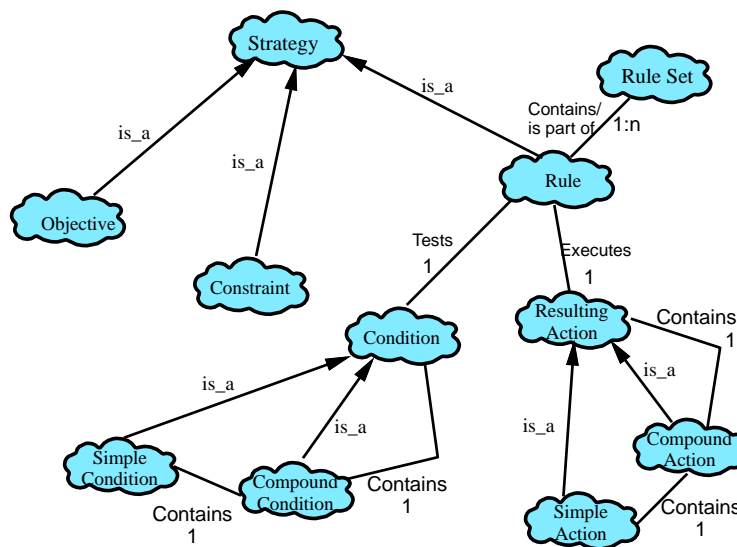 Strategy
Rule Set
is_a
Contains/
is part of
1:n
is_a
is_a
Rule
Objective
Tests
1
Executes
1
Constraint
Resulting
Action
Contains
1
Condition
is_a
is_a
is_a
is_a
Simple
Condition
Compound
Condition
Contains
1
Contains
1
Compound
Action
Simple
Action
Contains
1